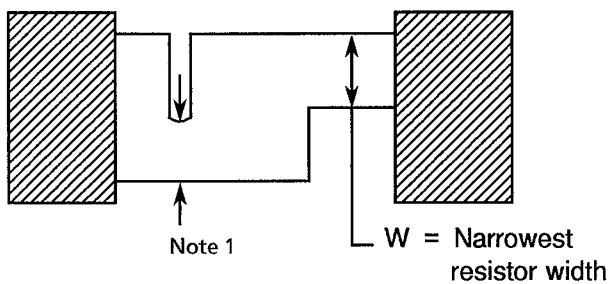 Note 1
W = Narrowest
resistor width